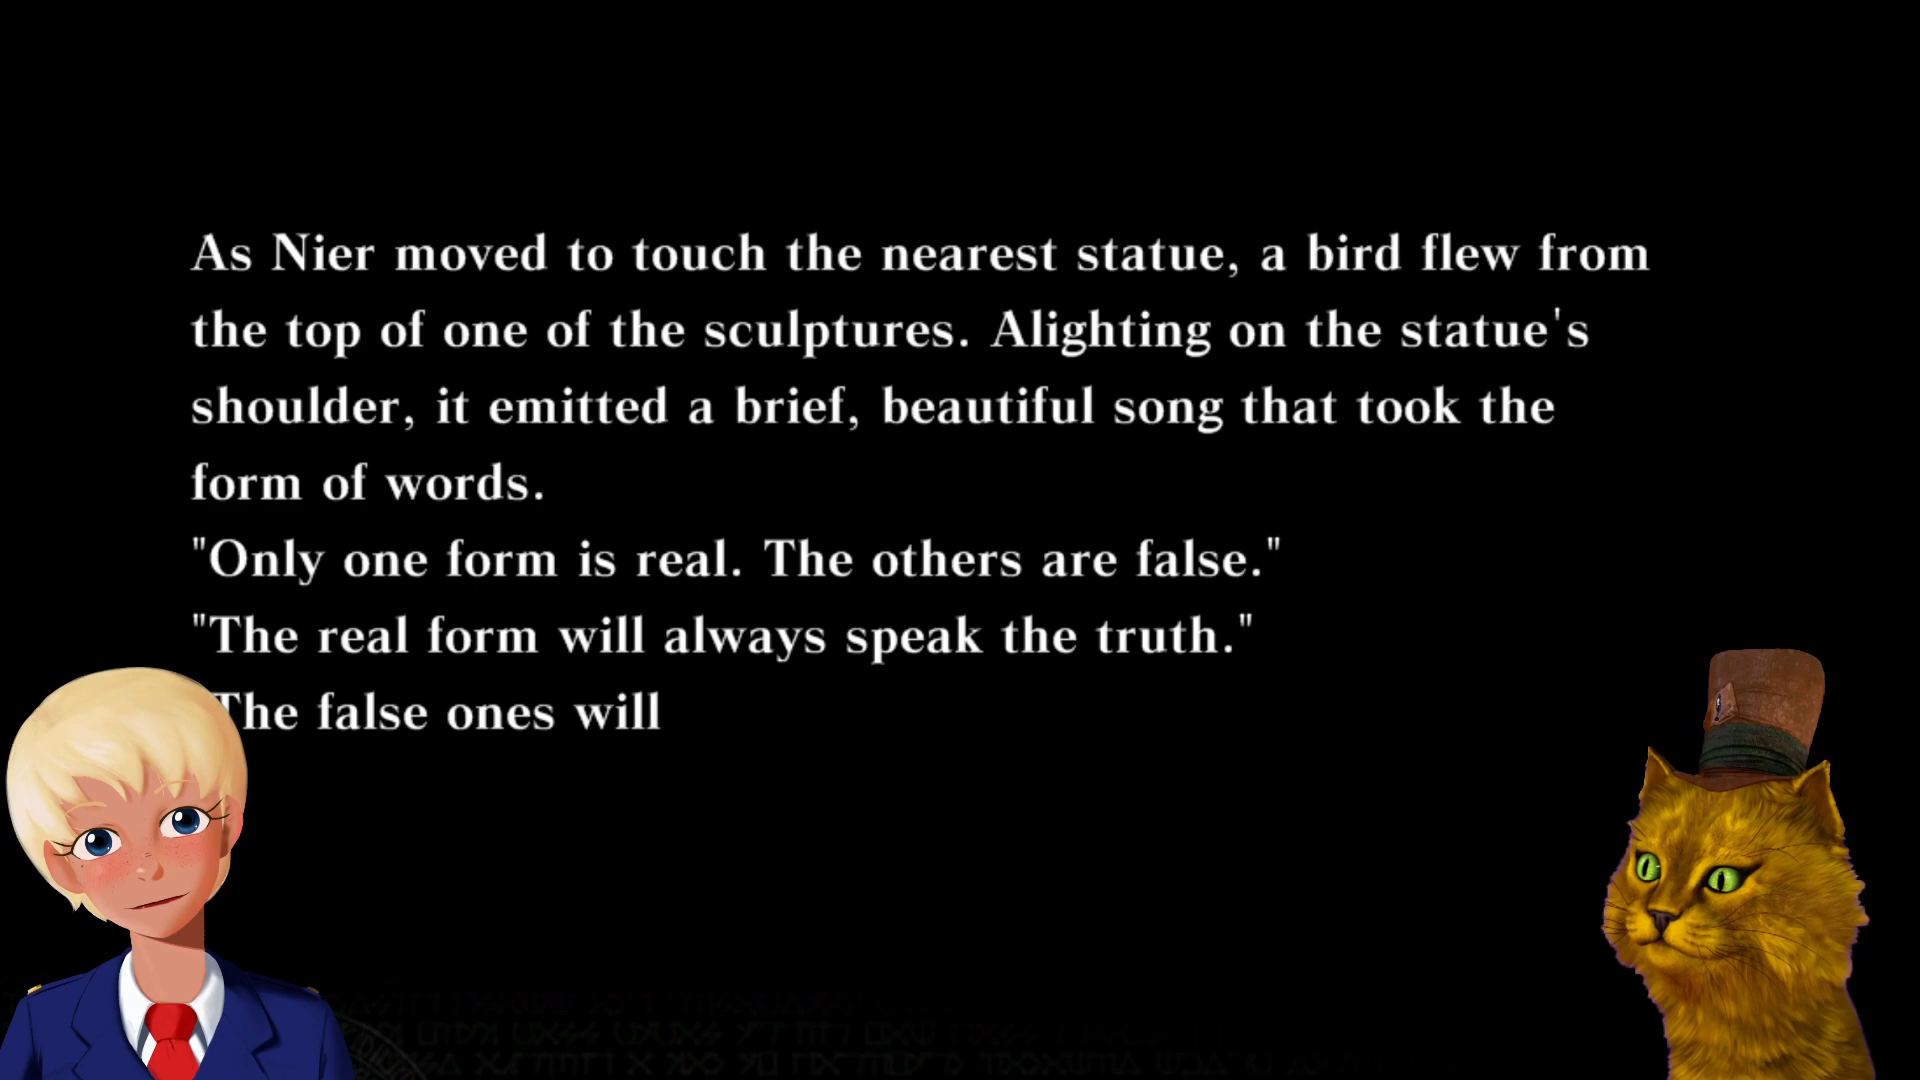 As Nier moved to touch the nearest statue, a bird flew from
the top of one of the sculptures. Alighting on the statue's
shoulder, it emitted a brief, beautiful song that took the
form of words.
"Only one form is real. The others are false."
"The real form will always speak the truth."
The false ones will